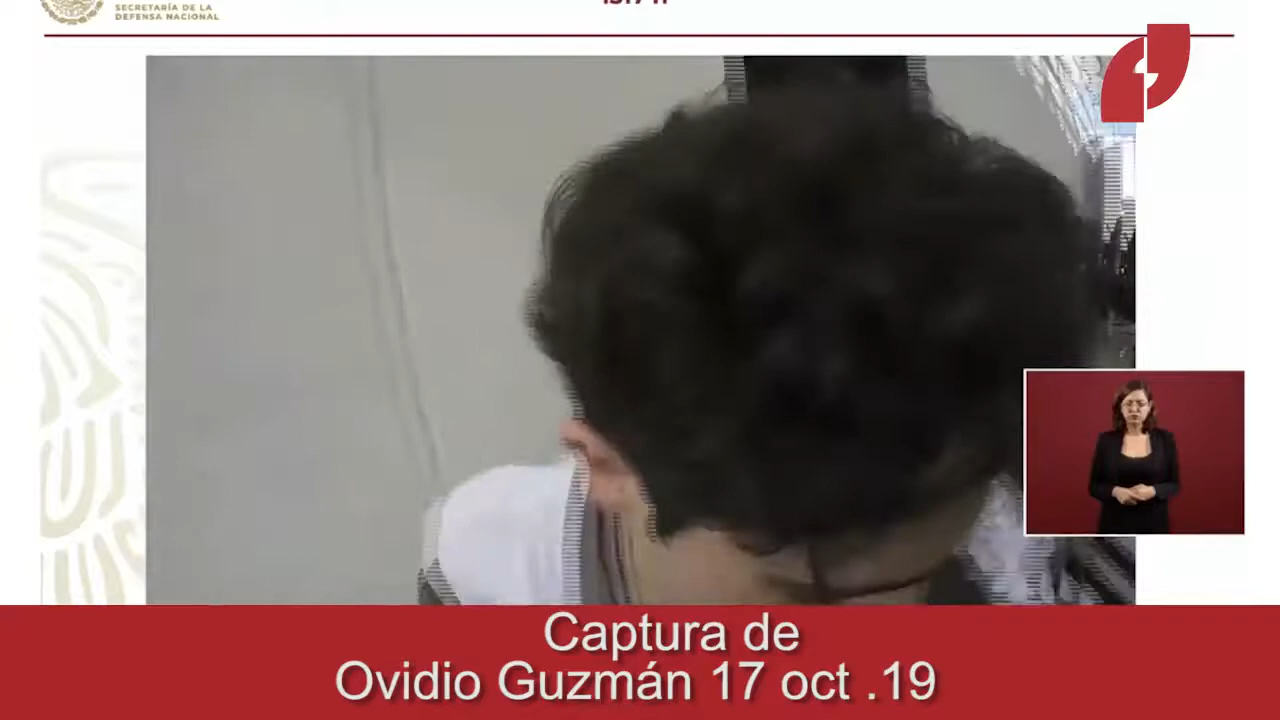 SECRETARÍA DE LA
DEFENSA NACIONAL
Captura de
Ovidio Guzmán 17 oct .19